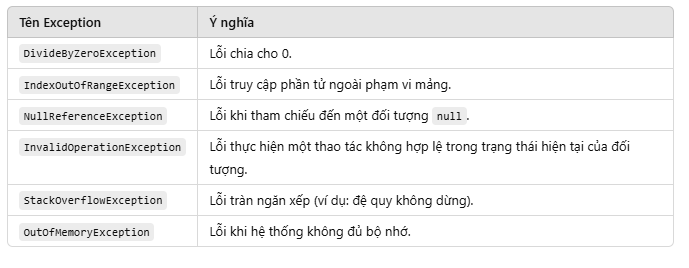 Tên Exception Ý nghĩa
DivideByZeroException Lỗi chia cho 0.
IndexOutOfRangeException Lỗi truy cập phần tử ngoài phạm vi mảng.
NullReferenceException Lỗi khi tham chiếu đến một đối tượng null.
InvalidOperationException Lỗi thực hiện một thao tác không hợp lệ trong trạng thái hiện tại của đối
tượng.
StackOverflowException Lỗi tràn ngăn xếp (ví dụ: đệ quy không dừng).
OutOfMemoryException Lỗi khi hệ thống không đủ bộ nhớ.